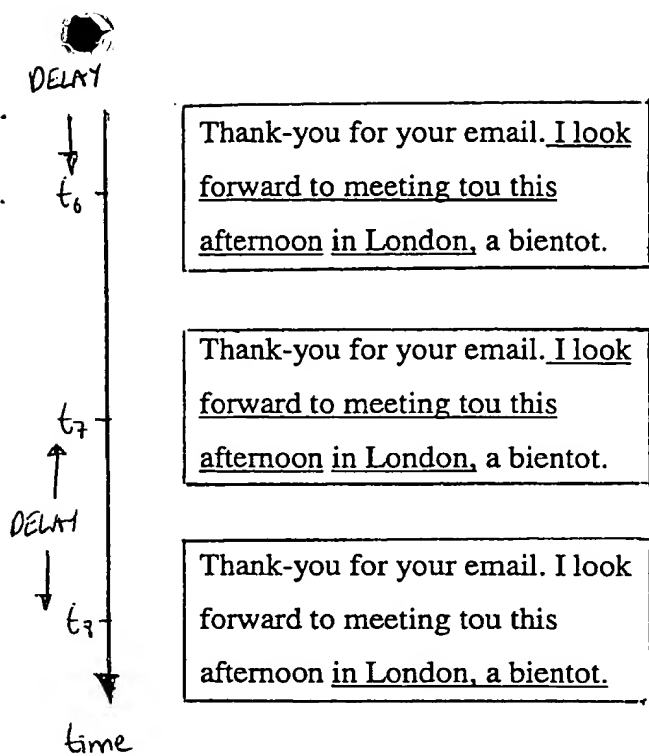 DELAY
t6
Thank-you for your email. I look
forward to meeting tou this
afternoon in London, a bientot.
t7
Thank-you for your email. I look
forward to meeting tou this
afternoon in London, a bientot.
DELAY
t8
Thank-you for your email. I look
forward to meeting tou this
afternoon in London, a bientot.
time